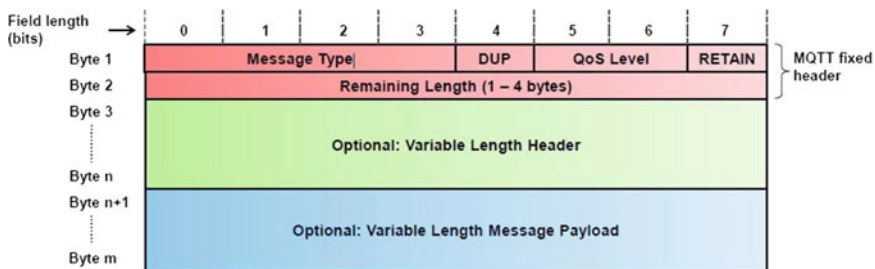 Field length
(bits)
0 1 2 3 4 5 6 7
Byte 1 Message Type DUP QoS Level RETAIN MQTT fixed
header
Byte 2 Remaining Length (1 – 4 bytes)
Byte 3
Optional: Variable Length Header
Byte n
Byte n+1
Optional: Variable Length Message Payload
Byte m